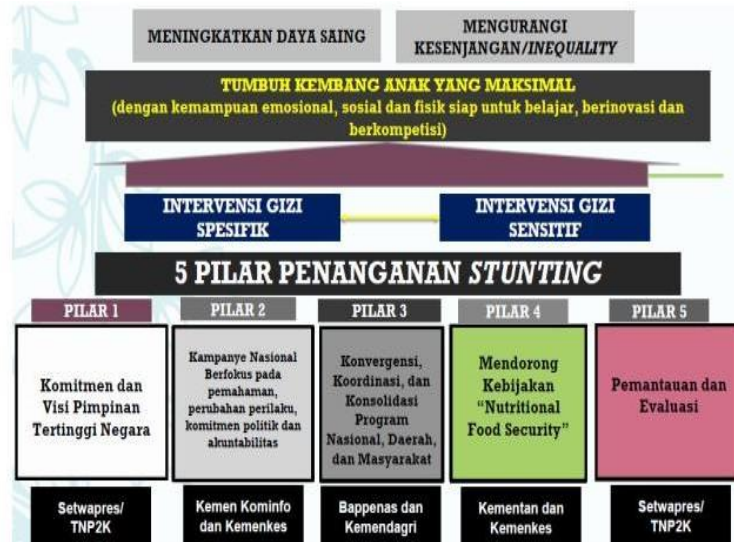 MENINGKATKAN DAYA SAING
MENGURANGI
KESENJANGAN/INEQUALITY
TUMBUH KEMBANG ANAK YANG MAKSIMAL
(dengan kemampuan emosional, sosial dan fisik siap untuk belajar, berinovasi dan
berkompetisi)
INTERVENSI GIZI
SPESIFIK
INTERVENSI GIZI
SENSITIF
5 PILAR PENANGANAN STUNTING
PILAR 1
Komitmen dan
Visi Pimpinan
Tertinggi Negara
Setwapres/
TNP2K
PILAR 2
Kampanye Nasional
Berfokus pada
pemahaman,
perubahan perilaku,
komitmen politik dan
akuntabilitas
Kemen Kominfo
dan Kemenkes
PILAR 3
Konvergensi,
Koordinasi, dan
Konsolidasi
Program
Nasional, Daerah,
dan Masyarakat
Bappenas dan
Kemendagri
PILAR 4
Mendorong
Kebijakan
“Nutritional
Food Security”
Kementan dan
Kemenkes
PILAR 5
Pemantauan dan
Evaluasi
Setwapres/
TNP2K